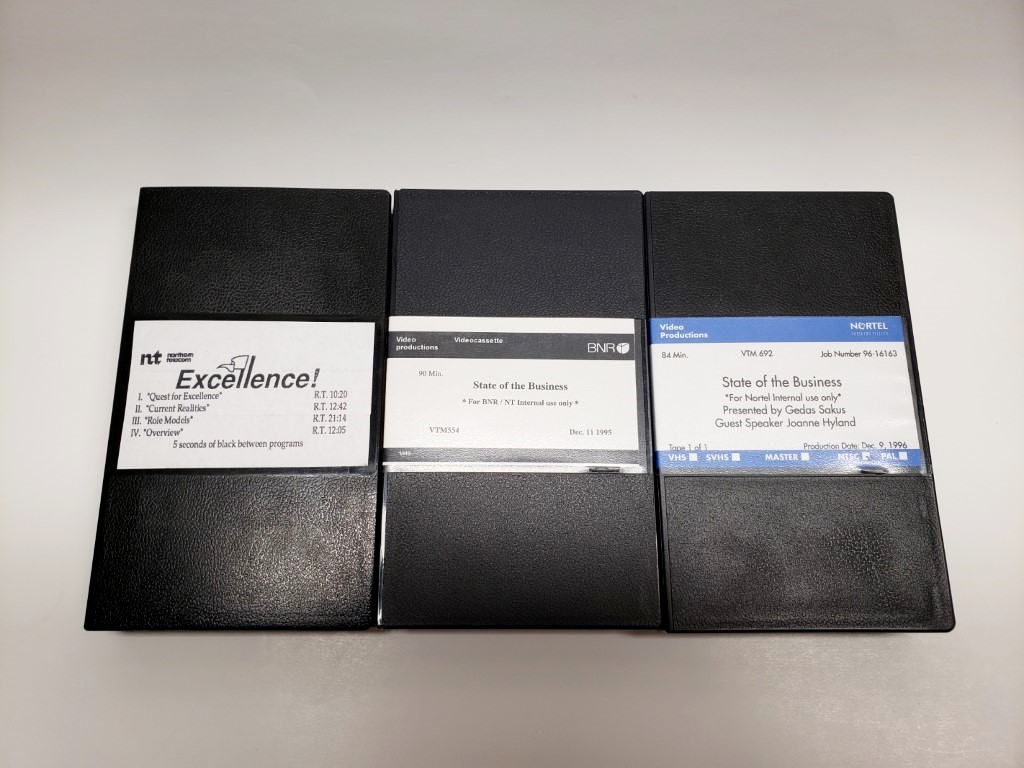 nt northern telecom
Excellence!
I. "Quest for Excellence" R.T. 10:20
II. "Current Realities" R.T. 12:42
III. "Role Models" R.T. 21:14
IV. "Overview" R.T. 12:05
5 seconds of black between programs
Video Productions Videocassette BNR
90 Min.
State of the Business
* For BNR / NT Internal use only *
VTM554 Dec. 11 1995
VHS
Video Productions NORTEL
84 Min. VTM 692 Job Number 96-16163
State of the Business
*For Nortel Internal use only*
Presented by Gedas Sakus
Guest Speaker Joanne Hyland
Tape 1 of 1 Production Date: Dec. 9, 1996
VHS SVHS MASTER NTSC PAL